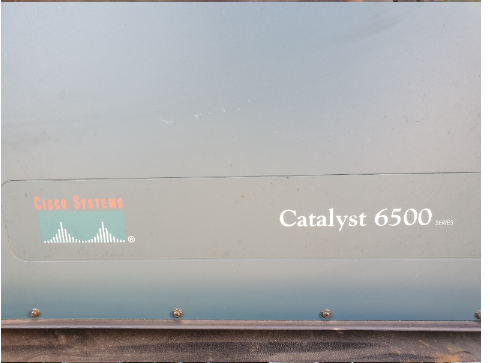 CISCO SYSTEMS
®
Catalyst 6500 SERIES